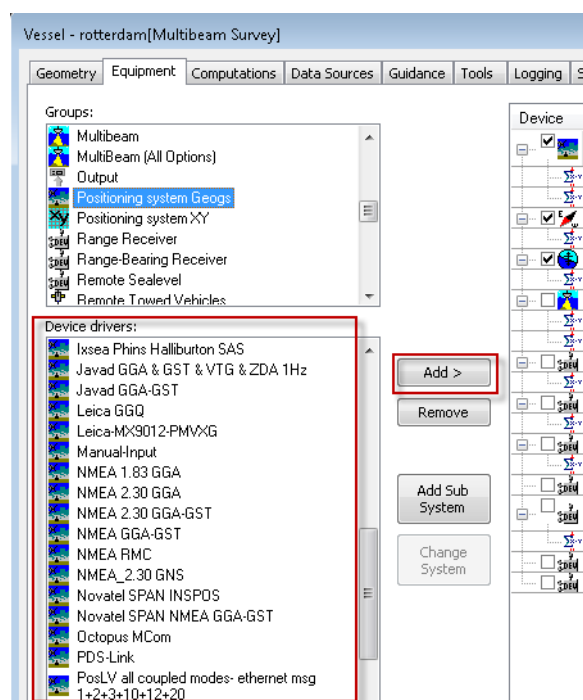 Vessel - rotterdam[Multibeam Survey]
Geometry Equipment Computations Data Sources Guidance Tools Logging S
Groups:
Multibeam
MultiBeam (All Options)
Output
Positioning system Geogs
Positioning system XY
Range Receiver
Range-Bearing Receiver
Remote Sealevel
Remote Towed Vehicles
Device drivers:
Ixsea Phins Halliburton SAS
Javad GGA & GST & VTG & ZDA 1Hz
Javad GGA-GST
Leica GGQ
Leica-MX9012-PMVXG
Manual-Input
NMEA 1.83 GGA
NMEA 2.30 GGA
NMEA 2.30 GGA-GST
NMEA GGA-GST
NMEA RMC
NMEA_2.30 GNS
Novatel SPAN INSPOS
Novatel SPAN NMEA GGA-GST
Octopus MCom
PDS-Link
PosLV all coupled modes- ethernet msg
1+2+3+10+12+20
Add >
Remove
Add Sub
System
Change
System
Device